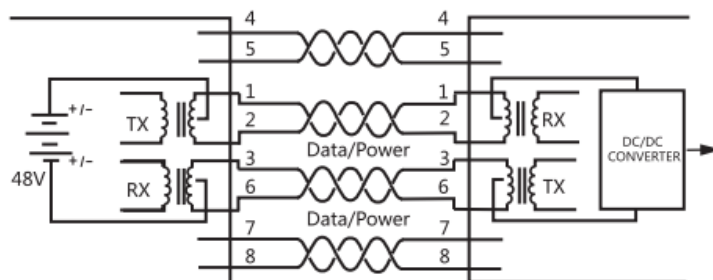 4 4
5 5
1 1
+/− TX 2 2 RX
Data/Power DC/DC
CONVERTER
+/− 3 3
48V RX 6 6 TX
Data/Power
7 7
8 8